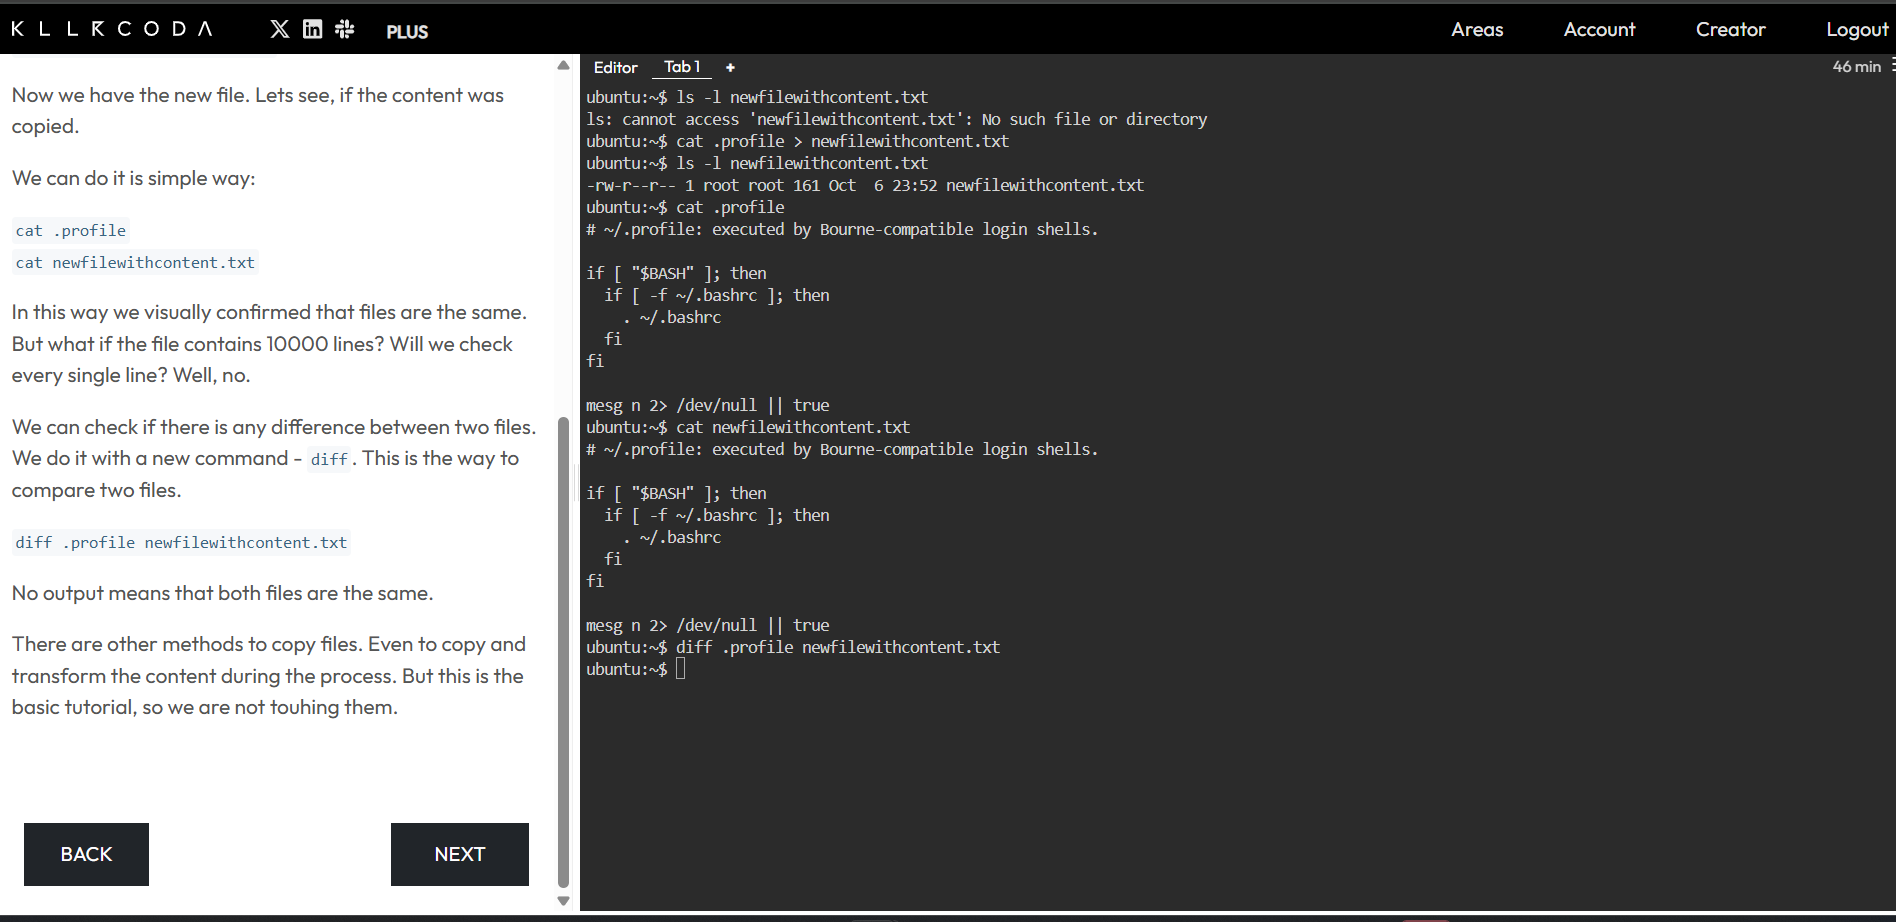 KLLRCODA PLUS Areas Account Creator Logout
Now we have the new file. Lets see, if the content was
copied.
We can do it is simple way:
cat .profile
cat newfilewithcontent.txt
In this way we visually confirmed that files are the same.
But what if the file contains 10000 lines? Will we check
every single line? Well, no.
We can check if there is any difference between two files.
We do it with a new command - diff. This is the way to
compare two files.
diff .profile newfilewithcontent.txt
No output means that both files are the same.
There are other methods to copy files. Even to copy and
transform the content during the process. But this is the
basic tutorial, so we are not touhing them.
BACK NEXT
Editor Tab 1 + 46 min
ubuntu:~$ ls -l newfilewithcontent.txt
ls: cannot access 'newfilewithcontent.txt': No such file or directory
ubuntu:~$ cat .profile > newfilewithcontent.txt
ubuntu:~$ ls -l newfilewithcontent.txt
-rw-r--r-- 1 root root 161 Oct  6 23:52 newfilewithcontent.txt
ubuntu:~$ cat .profile
# ~/.profile: executed by Bourne-compatible login shells.
if [ "$BASH" ]; then
  if [ -f ~/.bashrc ]; then
    . ~/.bashrc
  fi
fi
mesg n 2> /dev/null || true
ubuntu:~$ cat newfilewithcontent.txt
# ~/.profile: executed by Bourne-compatible login shells.
if [ "$BASH" ]; then
  if [ -f ~/.bashrc ]; then
    . ~/.bashrc
  fi
fi
mesg n 2> /dev/null || true
ubuntu:~$ diff .profile newfilewithcontent.txt
ubuntu:~$